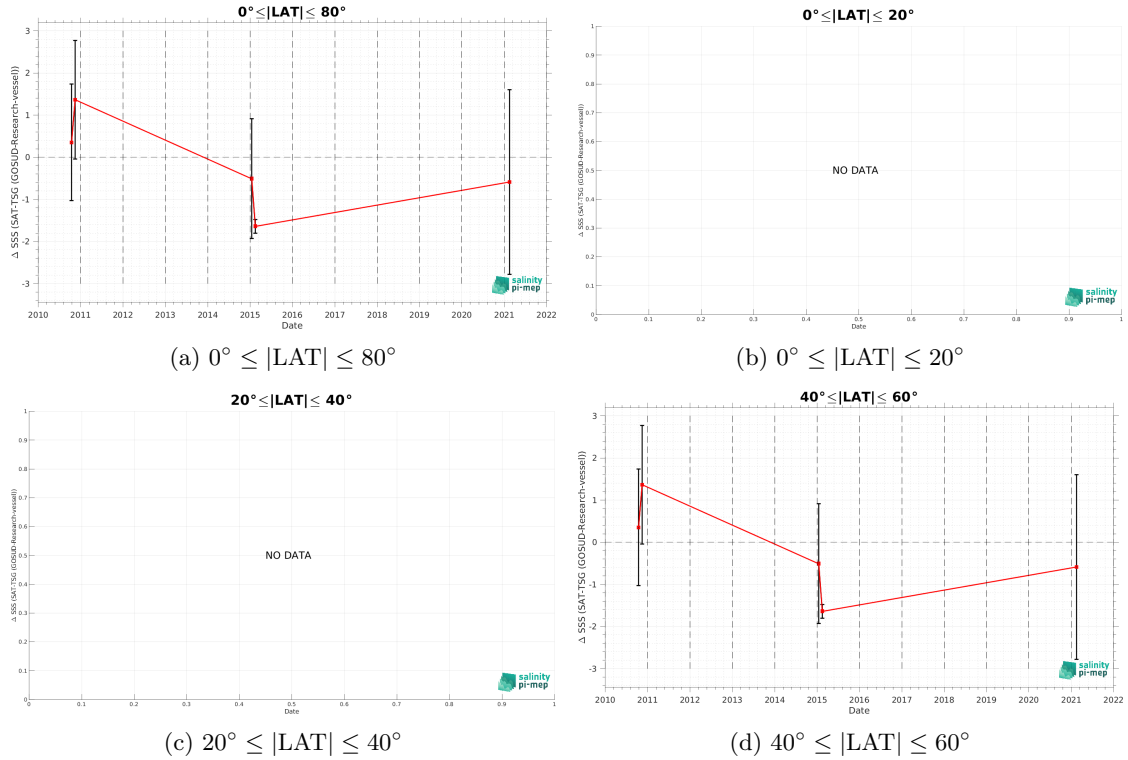 0°≤|LAT|≤ 80°
Δ SSS (SAT-TSG (GOSUD-Research-vessel))
3
2
1
0
-1
-2
-3
2010 2011 2012 2013 2014 2015 2016 2017 2018 2019 2020 2021 2022
Date
salinity
pi-mep
(a) 0° ≤ |LAT| ≤ 80°
0°≤|LAT|≤ 20°
Δ SSS (SAT-TSG (GOSUD-Research-vessel))
1
0.9
0.8
0.7
0.6
0.5
0.4
0.3
0.2
0.1
0
NO DATA
0 0.1 0.2 0.3 0.4 0.5 0.6 0.7 0.8 0.9 1
Date
salinity
pi-mep
(b) 0° ≤ |LAT| ≤ 20°
20°≤|LAT|≤ 40°
Δ SSS (SAT-TSG (GOSUD-Research-vessel))
1
0.9
0.8
0.7
0.6
0.5
0.4
0.3
0.2
0.1
0
NO DATA
0 0.1 0.2 0.3 0.4 0.5 0.6 0.7 0.8 0.9 1
Date
salinity
pi-mep
(c) 20° ≤ |LAT| ≤ 40°
40°≤|LAT|≤ 60°
Δ SSS (SAT-TSG (GOSUD-Research-vessel))
3
2
1
0
-1
-2
-3
2010 2011 2012 2013 2014 2015 2016 2017 2018 2019 2020 2021 2022
Date
salinity
pi-mep
(d) 40° ≤ |LAT| ≤ 60°